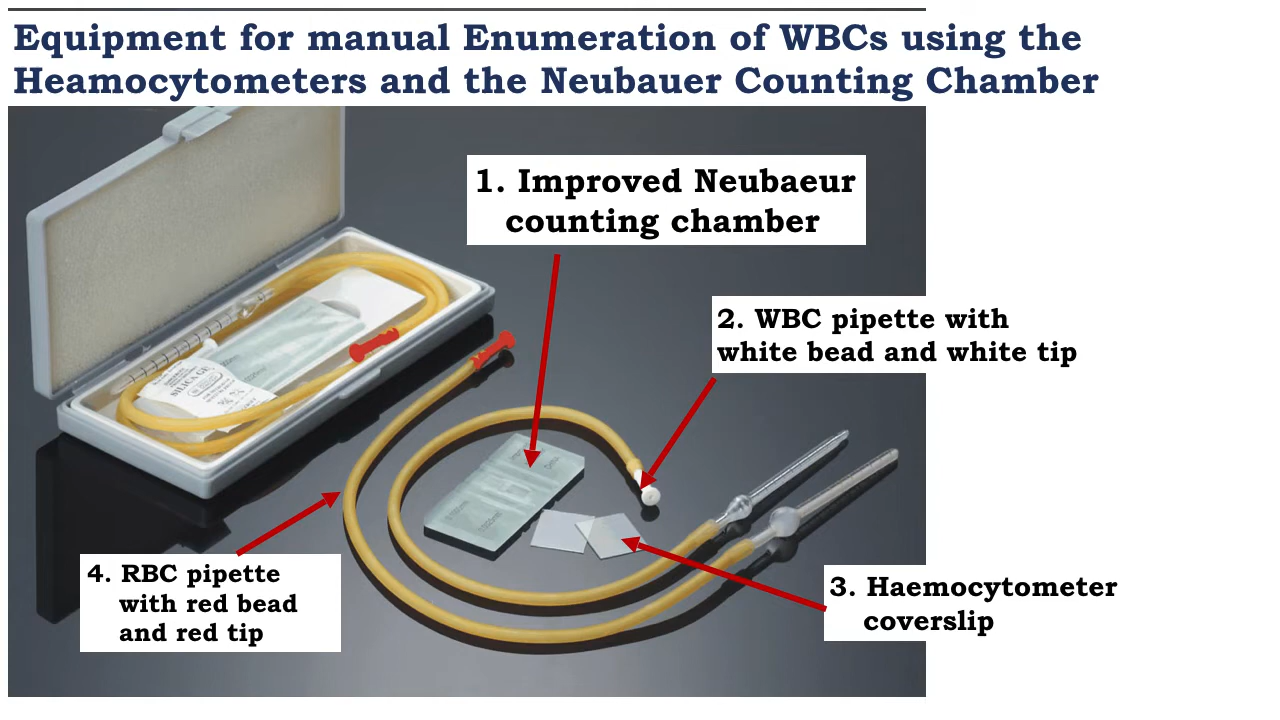 Equipment for manual Enumeration of WBCs using the
Heamocytometers and the Neubauer Counting Chamber
1. Improved Neubaeur
counting chamber
2. WBC pipette with
white bead and white tip
3. Haemocytometer
coverslip
4. RBC pipette
with red bead
and red tip
SILICA GE